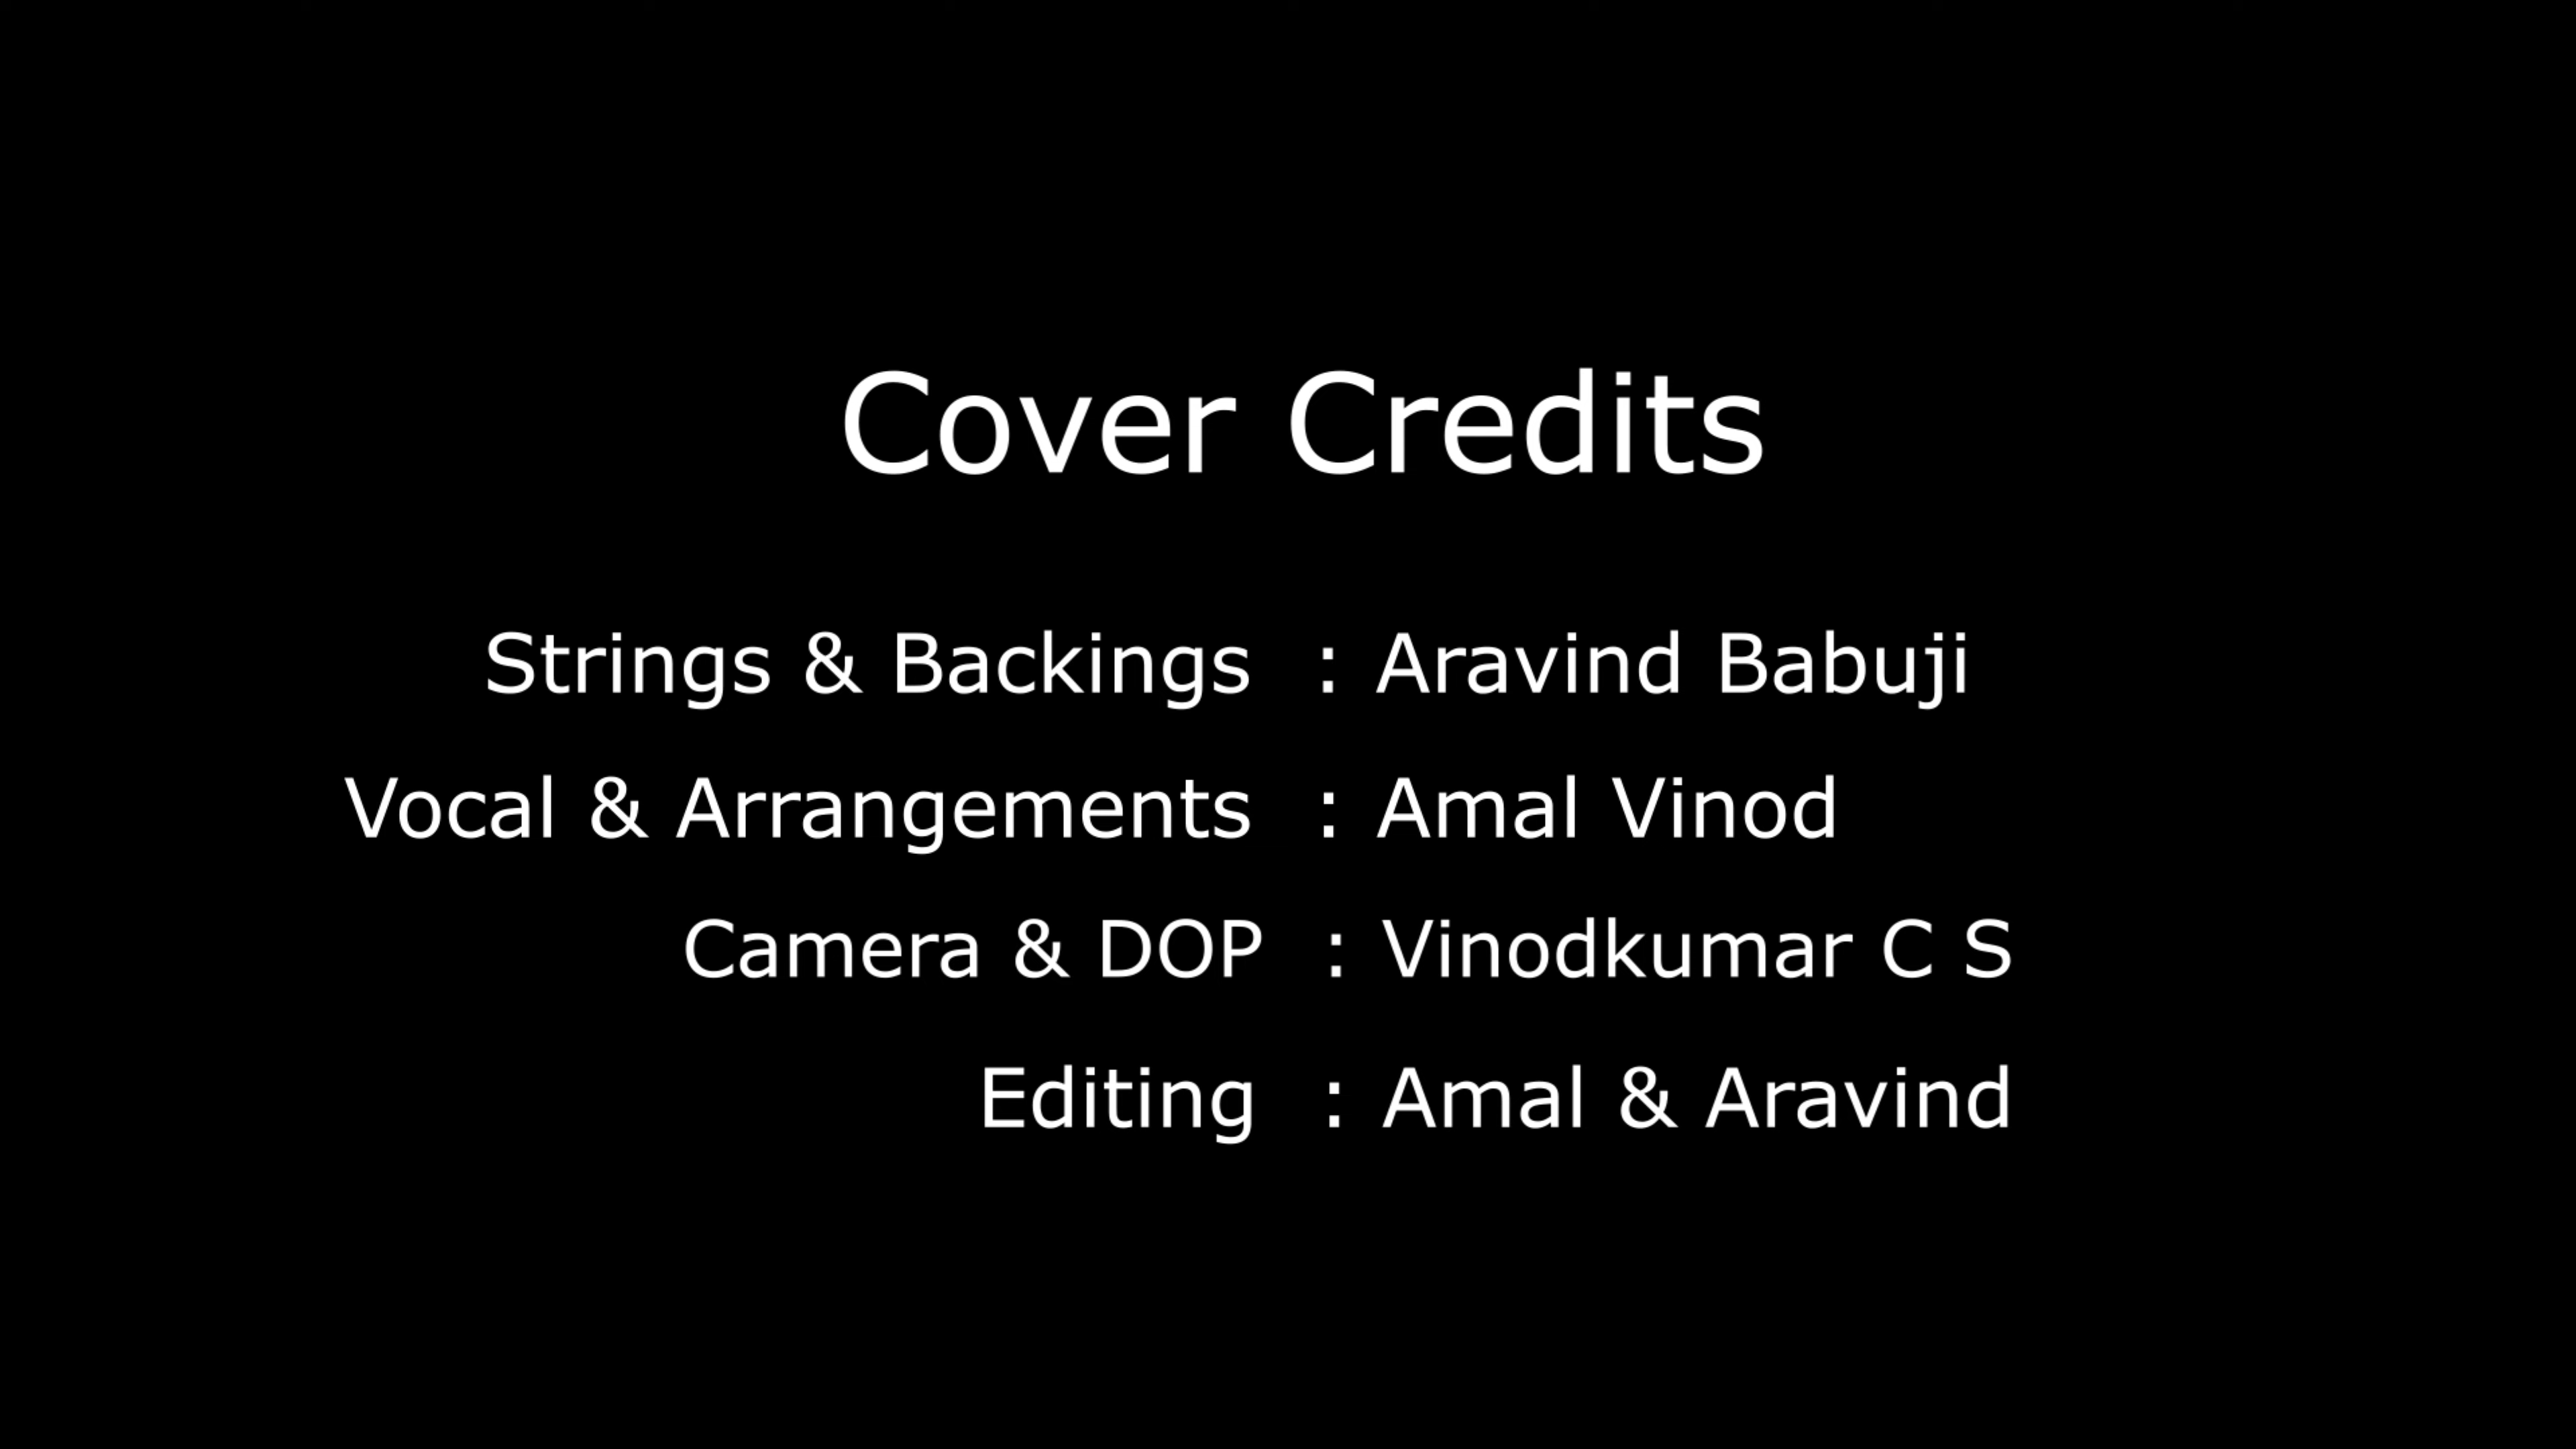 Cover Credits
Strings & Backings : Aravind Babuji
Vocal & Arrangements : Amal Vinod
Camera & DOP : Vinodkumar C S
Editing : Amal & Aravind